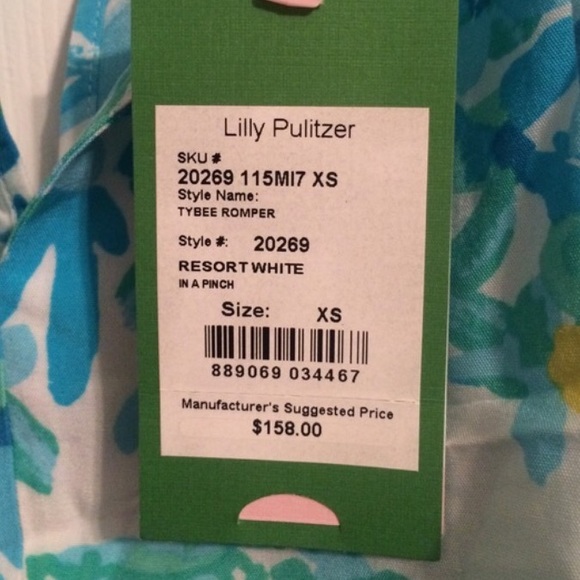 Lilly Pulitzer
SKU #
20269 115MI7 XS
Style Name:
TYBEE ROMPER
Style #: 20269
RESORT WHITE
IN A PINCH
Size: XS
889069 034467
Manufacturer's Suggested Price
$158.00